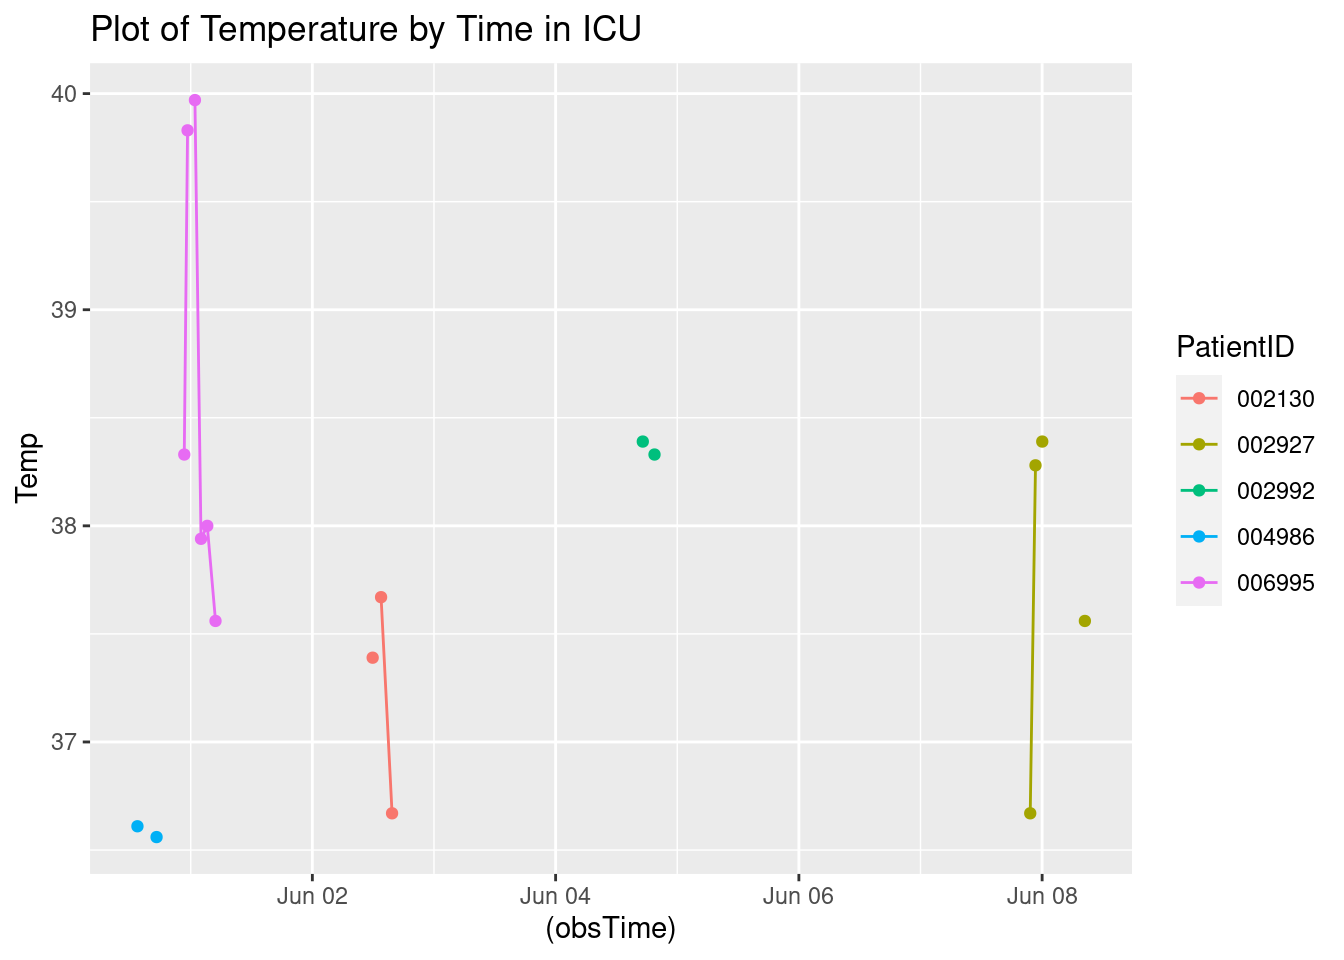 Plot of Temperature by Time in ICU
40
39
38
37
Temp
Jun 02
Jun 04
Jun 06
Jun 08
(obsTime)
PatientID
002130
002927
002992
004986
006995